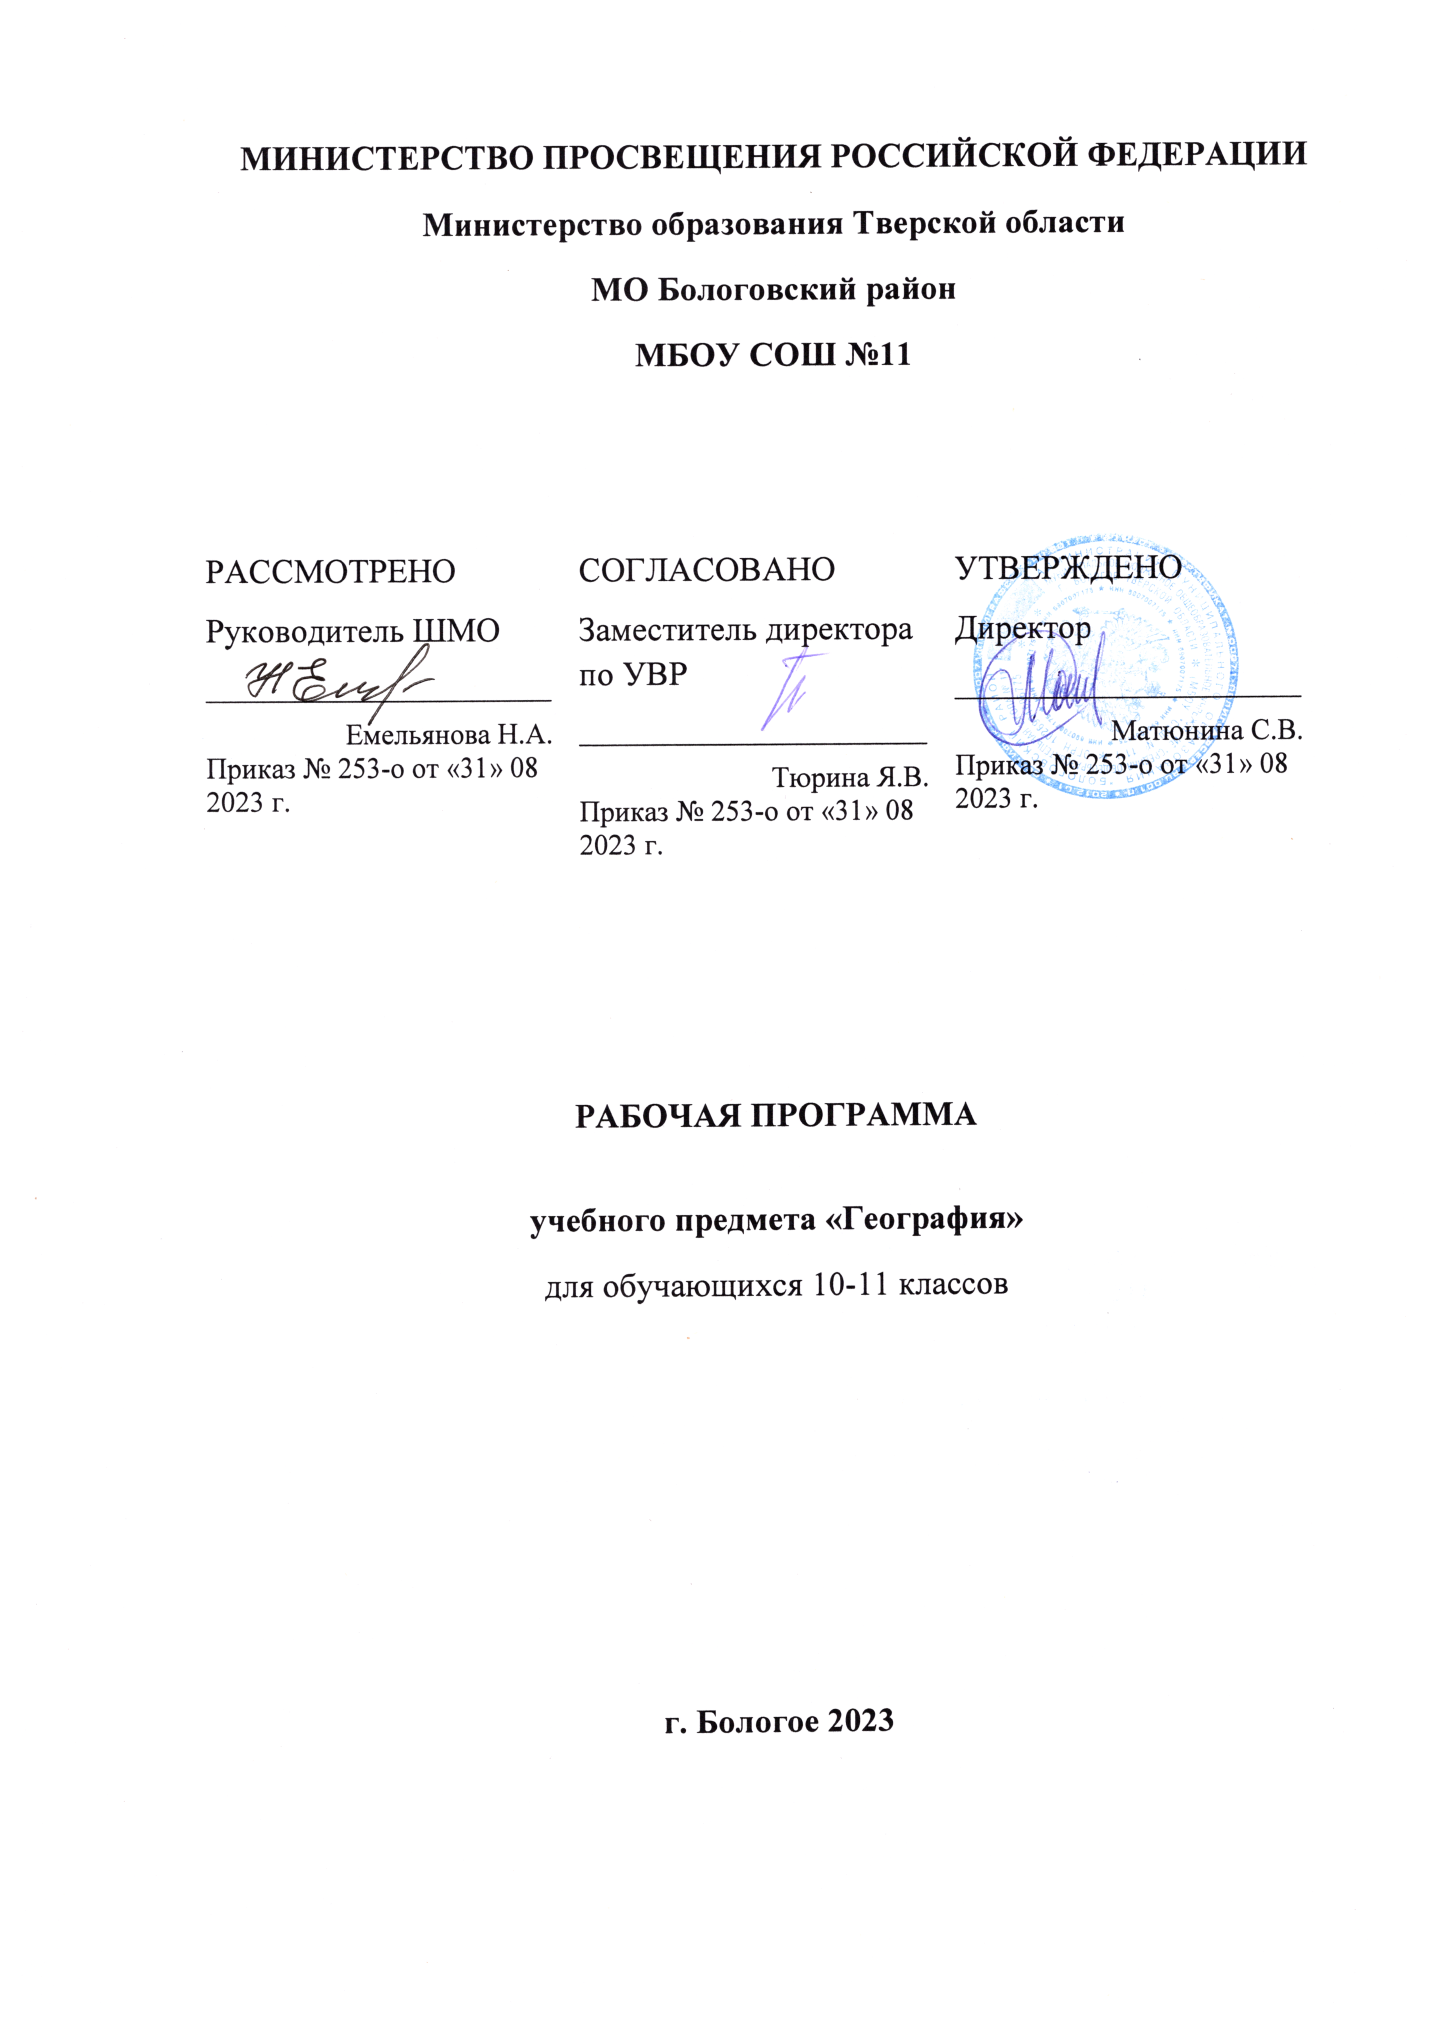 МИНИСТЕРСТВО ПРОСВЕЩЕНИЯ РОССИЙСКОЙ ФЕДЕРАЦИИ
Министерство образования Тверской области
МО Бологовский район
МБОУ СОШ №11
РАССМОТРЕНО
Руководитель ШМО
Емельянова Н.А.
Приказ № 253-о от «31» 08
2023 г.
СОГЛАСОВАНО
Заместитель директора
по УВР
Тюрина Я.В.
Приказ № 253-о от «31» 08
2023 г.
УТВЕРЖДЕНО
Директор
Матюнина С.В.
Приказ № 253-о от «31» 08
2023 г.
РАБОЧАЯ ПРОГРАММА
учебного предмета «География»
для обучающихся 10-11 классов
г. Бологое 2023